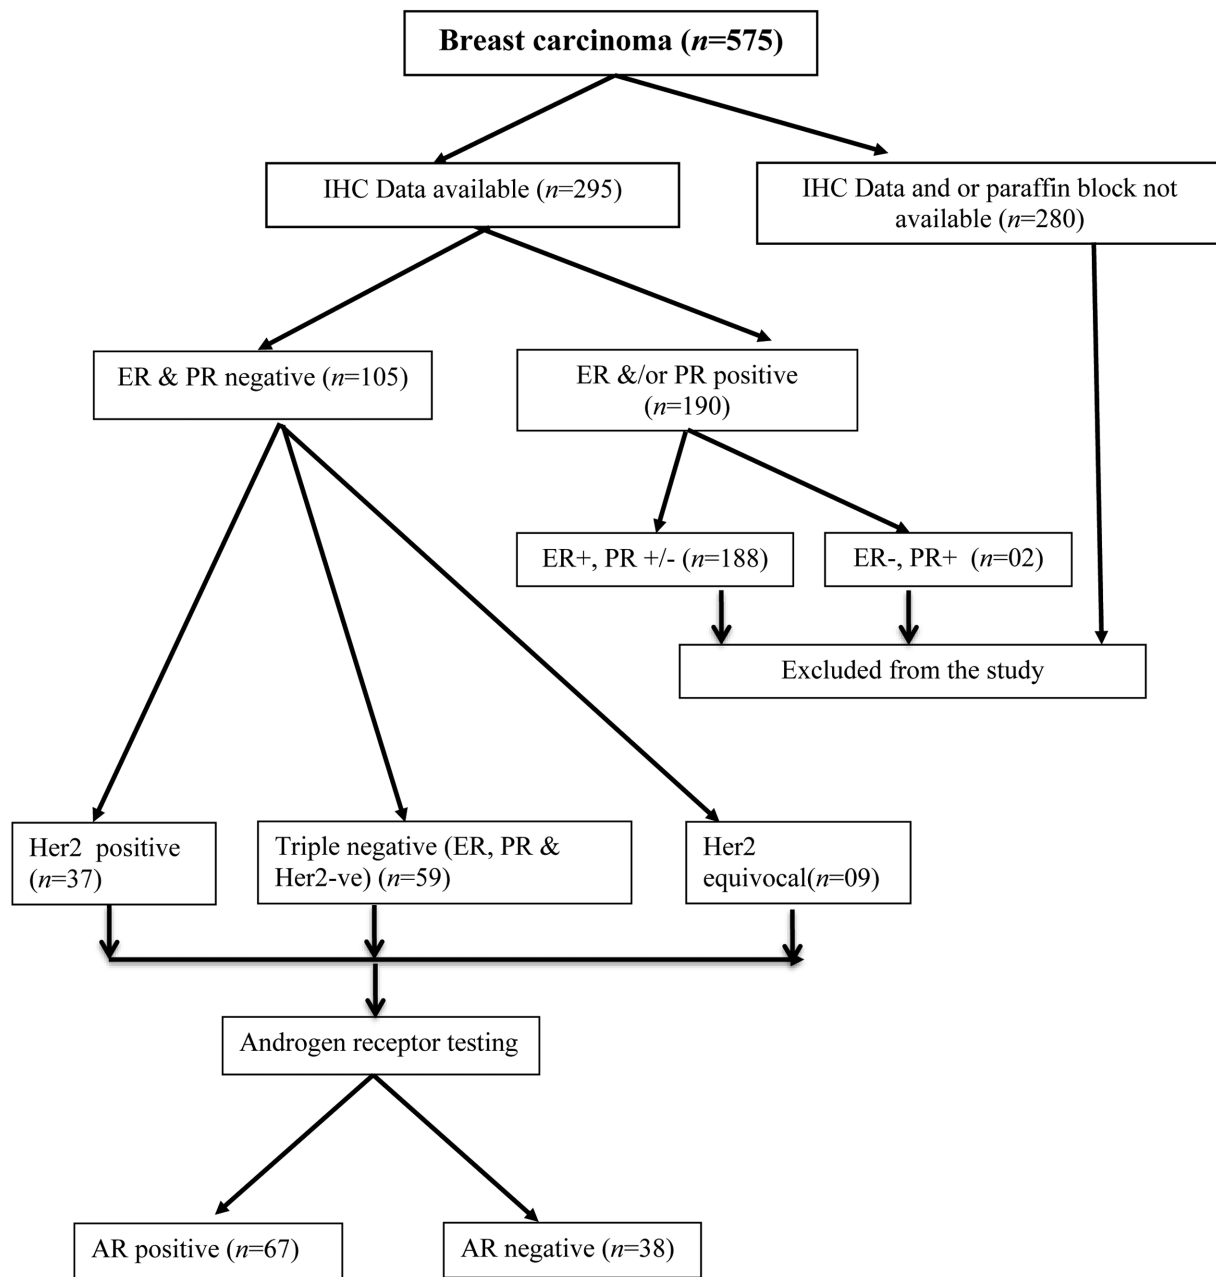 Breast carcinoma (n=575)
IHC Data available (n=295)
IHC Data and or paraffin block not
available (n=280)
ER & PR negative (n=105)
ER &/or PR positive
(n=190)
ER+, PR +/- (n=188)
ER-, PR+ (n=02)
Excluded from the study
Her2 positive
(n=37)
Triple negative (ER, PR &
Her2-ve) (n=59)
Her2
equivocal(n=09)
Androgen receptor testing
AR positive (n=67)
AR negative (n=38)